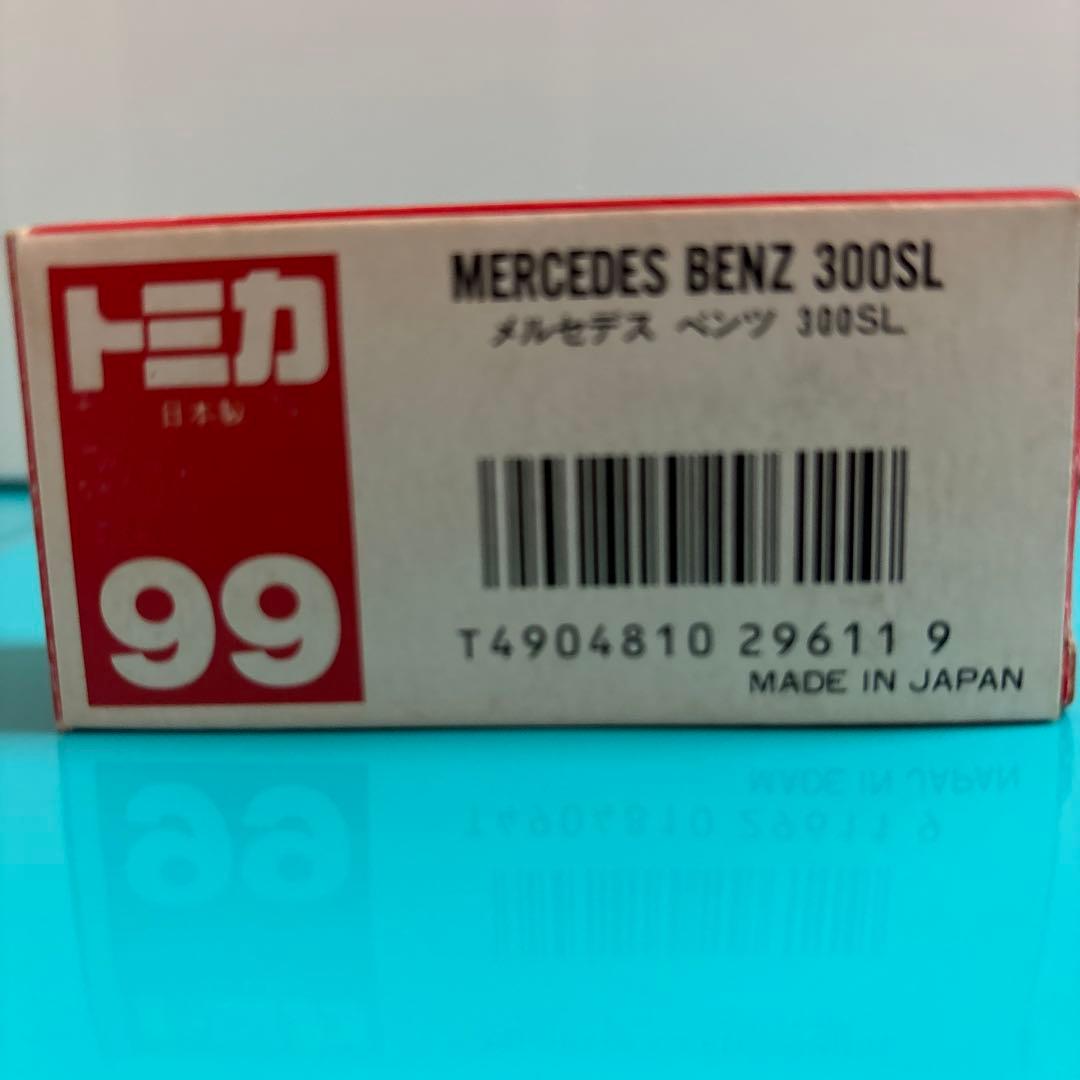 トミカ
日本製
99
MERCEDES BENZ 300SL
メルセデス ベンツ 300SL
T4904810 29611 9
MADE IN JAPAN